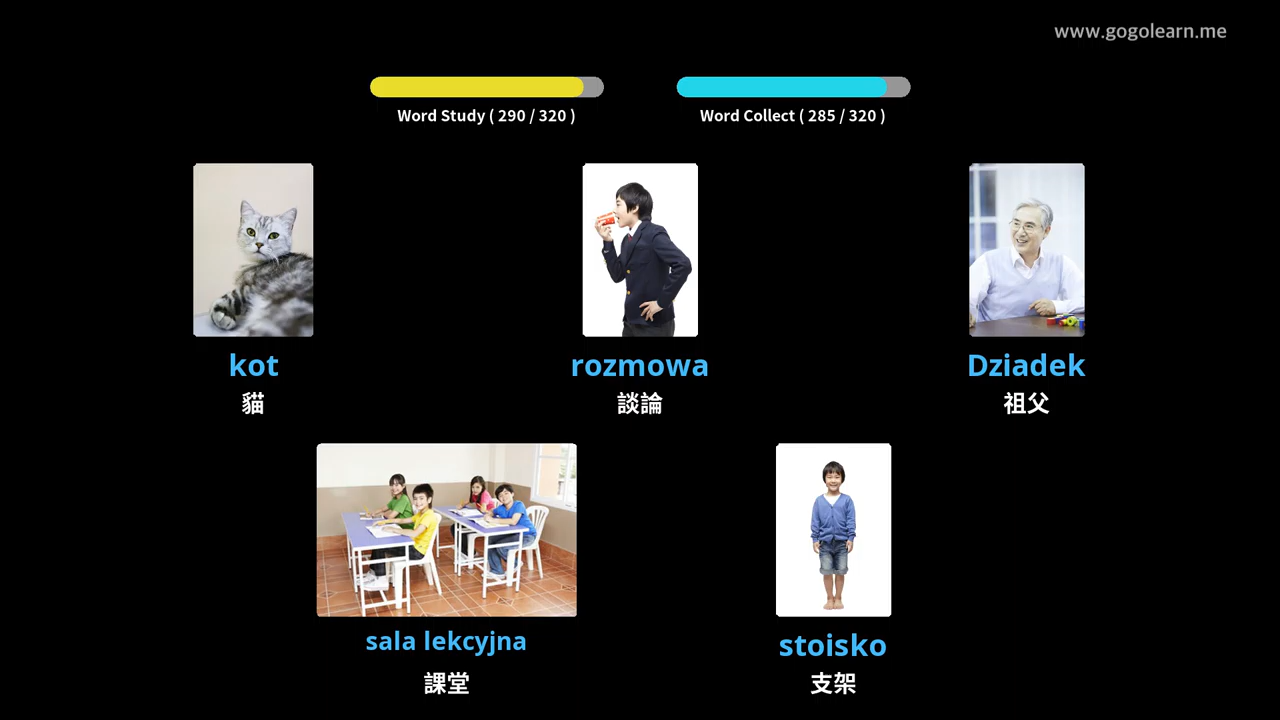 www.gogolearn.me
Word Study ( 290 / 320 )
Word Collect ( 285 / 320 )
kot
貓
rozmowa
談論
Dziadek
祖父
sala lekcyjna
課堂
stoisko
支架